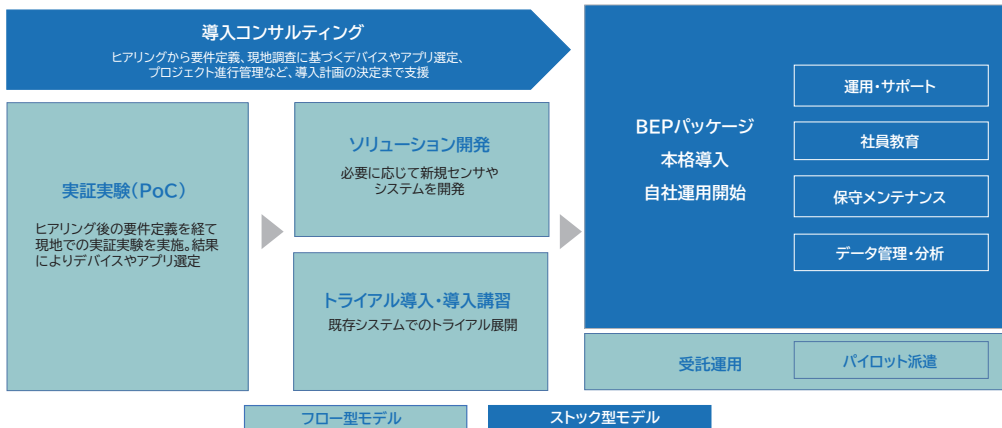 導入コンサルティング
ヒアリングから要件定義、現地調査に基づくデバイスやアプリ選定、
プロジェクト進行管理など、導入計画の決定まで支援
実証実験(PoC)
ヒアリング後の要件定義を経て
現地での実証実験を実施。結果
によりデバイスやアプリ選定
ソリューション開発
必要に応じて新規センサや
システムを開発
トライアル導入・導入講習
既存システムでのトライアル展開
BEPパッケージ
本格導入
自社運用開始
運用・サポート
社員教育
保守メンテナンス
データ管理・分析
受託運用
パイロット派遣
フロー型モデル
ストック型モデル